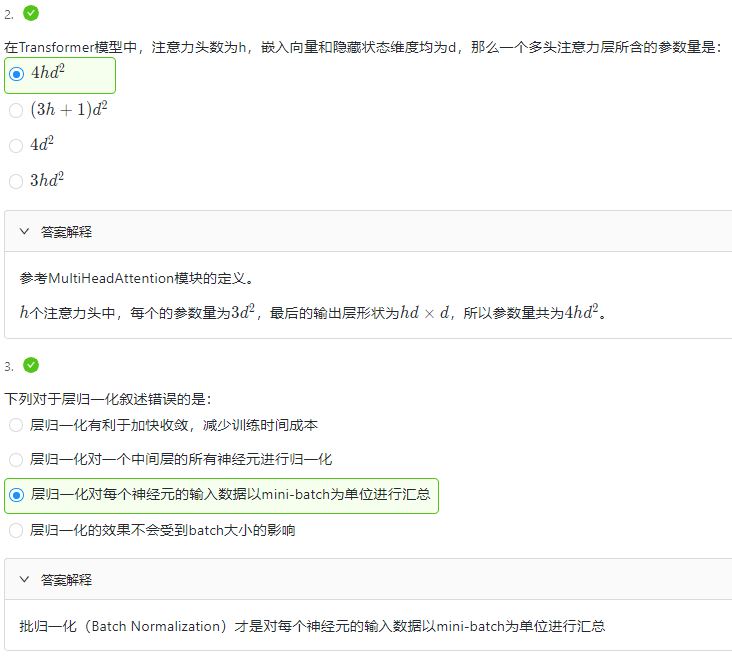 2.
在Transformer模型中，注意力头数为h，嵌入向量和隐藏状态维度均为d，那么一个多头注意力层所含的参数量是：
4hd²
(3h + 1)d²
4d²
3hd²
答案解释
参考MultiHeadAttention模块的定义。
h个注意力头中，每个的参数量为3d²，最后的输出层形状为hd × d，所以参数量共为4hd²。
3.
下列对于层归一化叙述错误的是：
层归一化有利于加快收敛，减少训练时间成本
层归一化对一个中间层的所有神经元进行归一化
层归一化对每个神经元的输入数据以mini-batch为单位进行汇总
层归一化的效果不会受到batch大小的影响
答案解释
批归一化（Batch Normalization）才是对每个神经元的输入数据以mini-batch为单位进行汇总